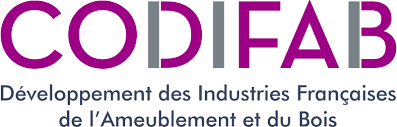 CODIFAB
Développement des Industries Françaises
de l'Ameublement et du Bois